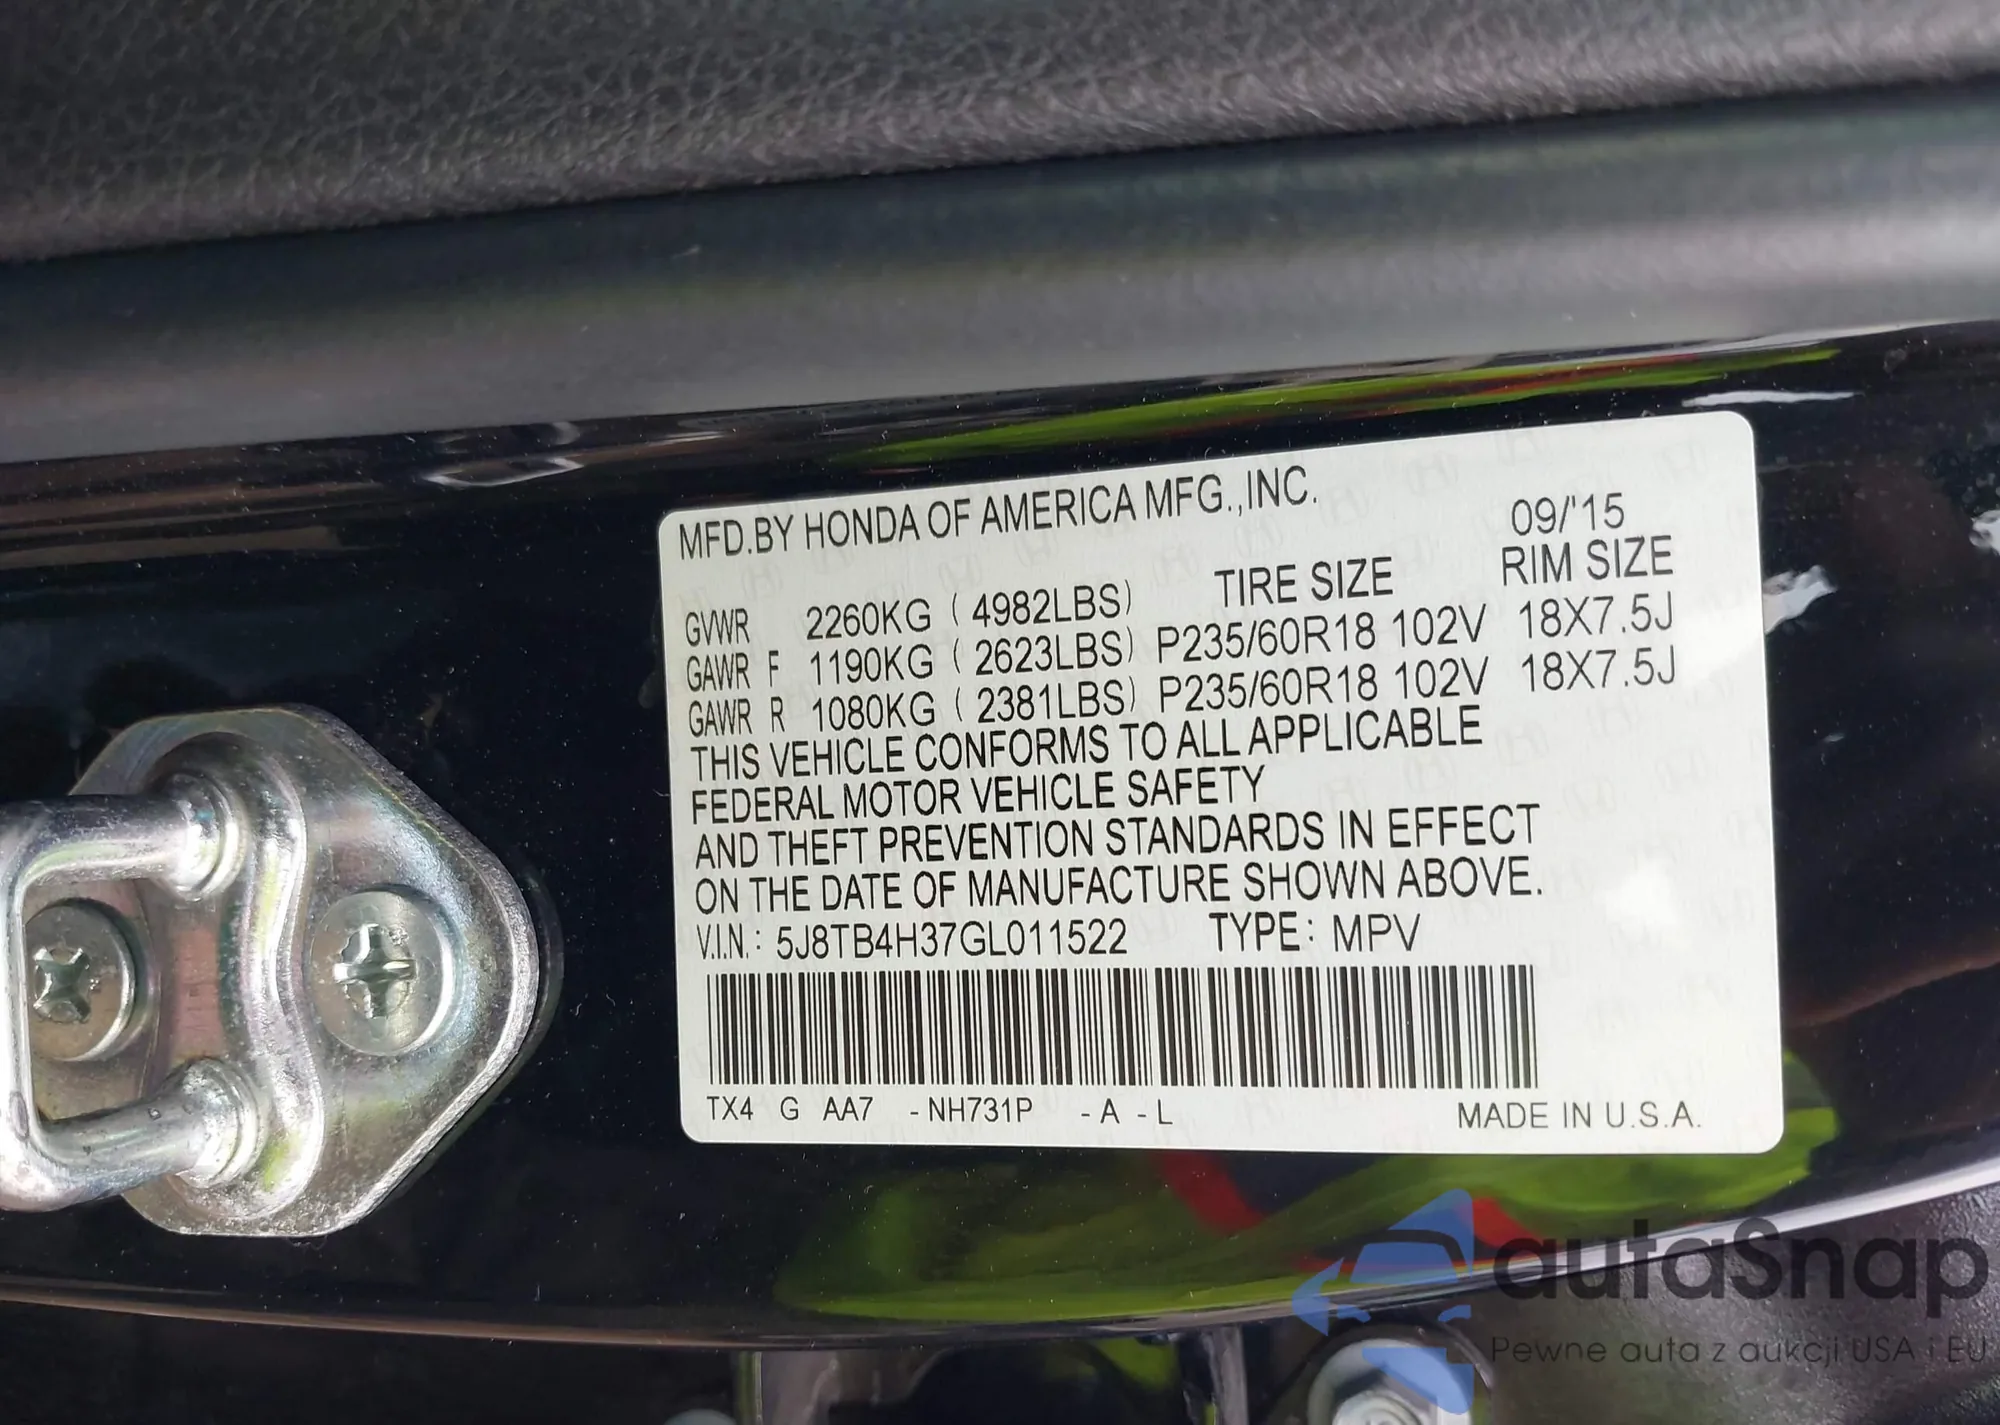 MFD.BY HONDA OF AMERICA MFG.,INC.
09/'15
TIRE SIZE RIM SIZE
GVWR 2260KG ( 4982LBS)
GAWR F 1190KG ( 2623LBS) P235/60R18 102V 18X7.5J
GAWR R 1080KG ( 2381LBS) P235/60R18 102V 18X7.5J
THIS VEHICLE CONFORMS TO ALL APPLICABLE
FEDERAL MOTOR VEHICLE SAFETY
AND THEFT PREVENTION STANDARDS IN EFFECT
ON THE DATE OF MANUFACTURE SHOWN ABOVE.
V.I.N.: 5J8TB4H37GL011522 TYPE: MPV
TX4 G AA7 -NH731P -A -L MADE IN U.S.A.
autaSnap
Pewne auta z aukcji USA i EU